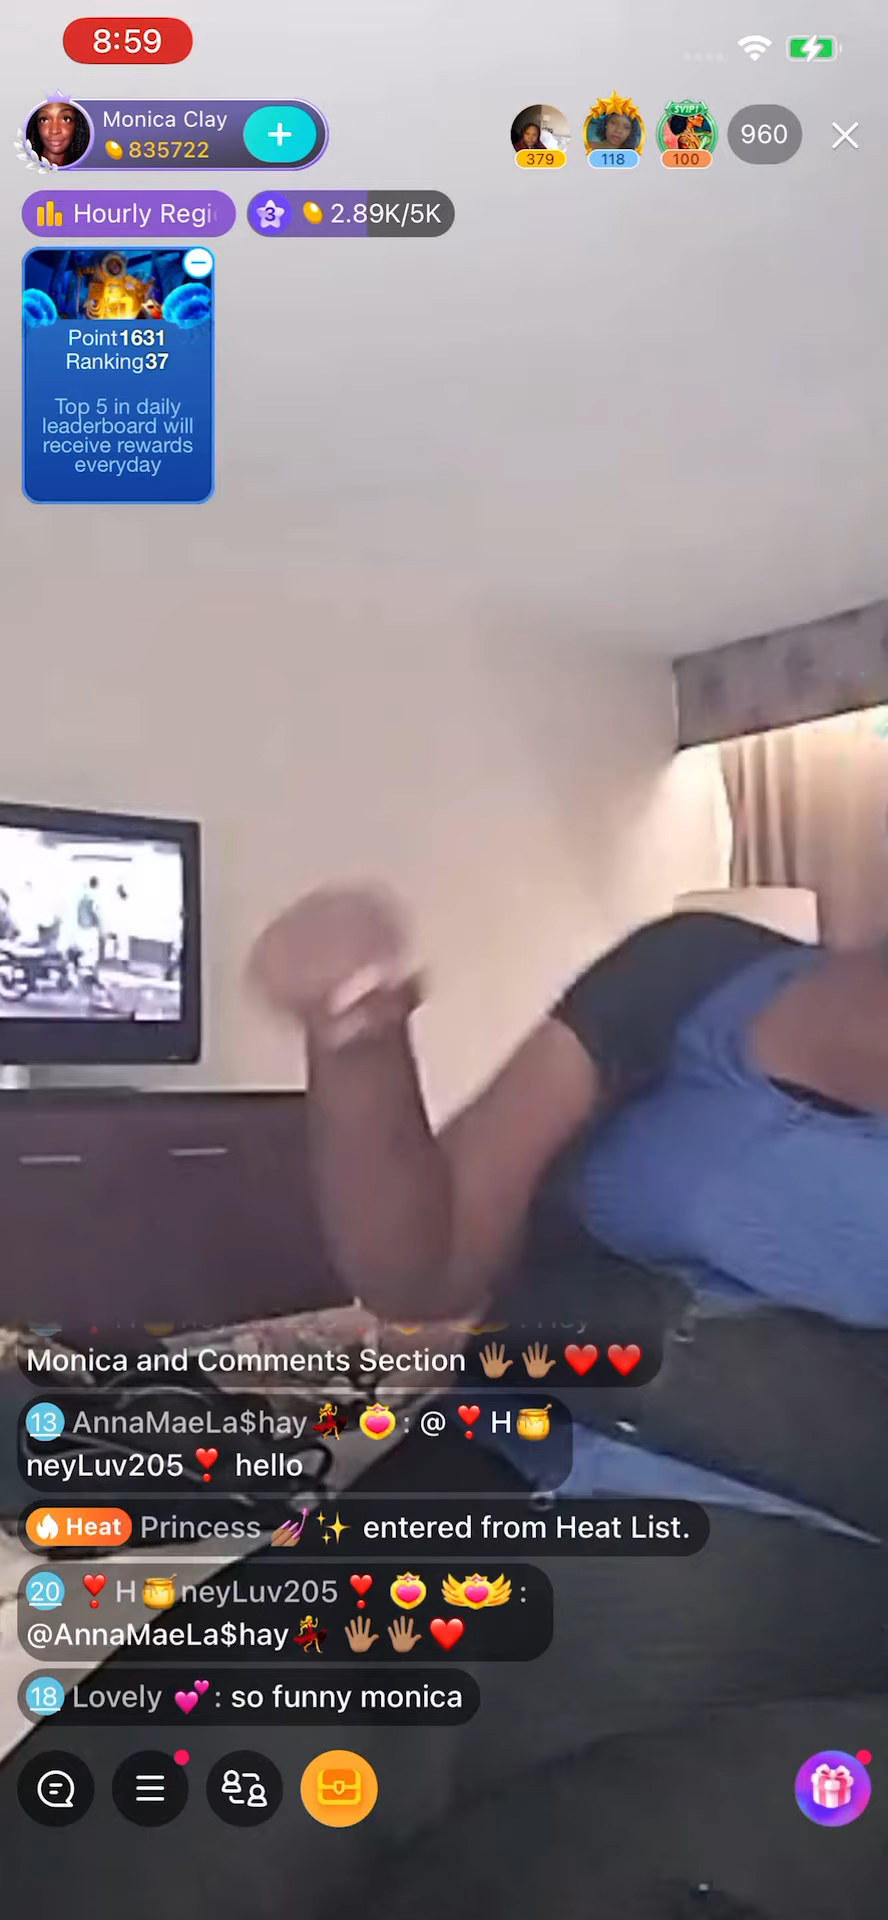 8:59
Monica Clay
835722
379
118
SVIP1
100
960
Hourly Regi
3
2.89K/5K
Point1631
Ranking37
Top 5 in daily
leaderboard will
receive rewards
everyday
Monica and Comments Section 🖐🏽🖐🏽❤️❤️
13 AnnaMaeLa$hay💃: @❣️H🍯
neyLuv205❣️ hello
Heat Princess 💅🏽✨ entered from Heat List.
20 ❣️H🍯neyLuv205❣️ :
@AnnaMaeLa$hay💃 🖐🏽🖐🏽❤️
18 Lovely 💕: so funny monica